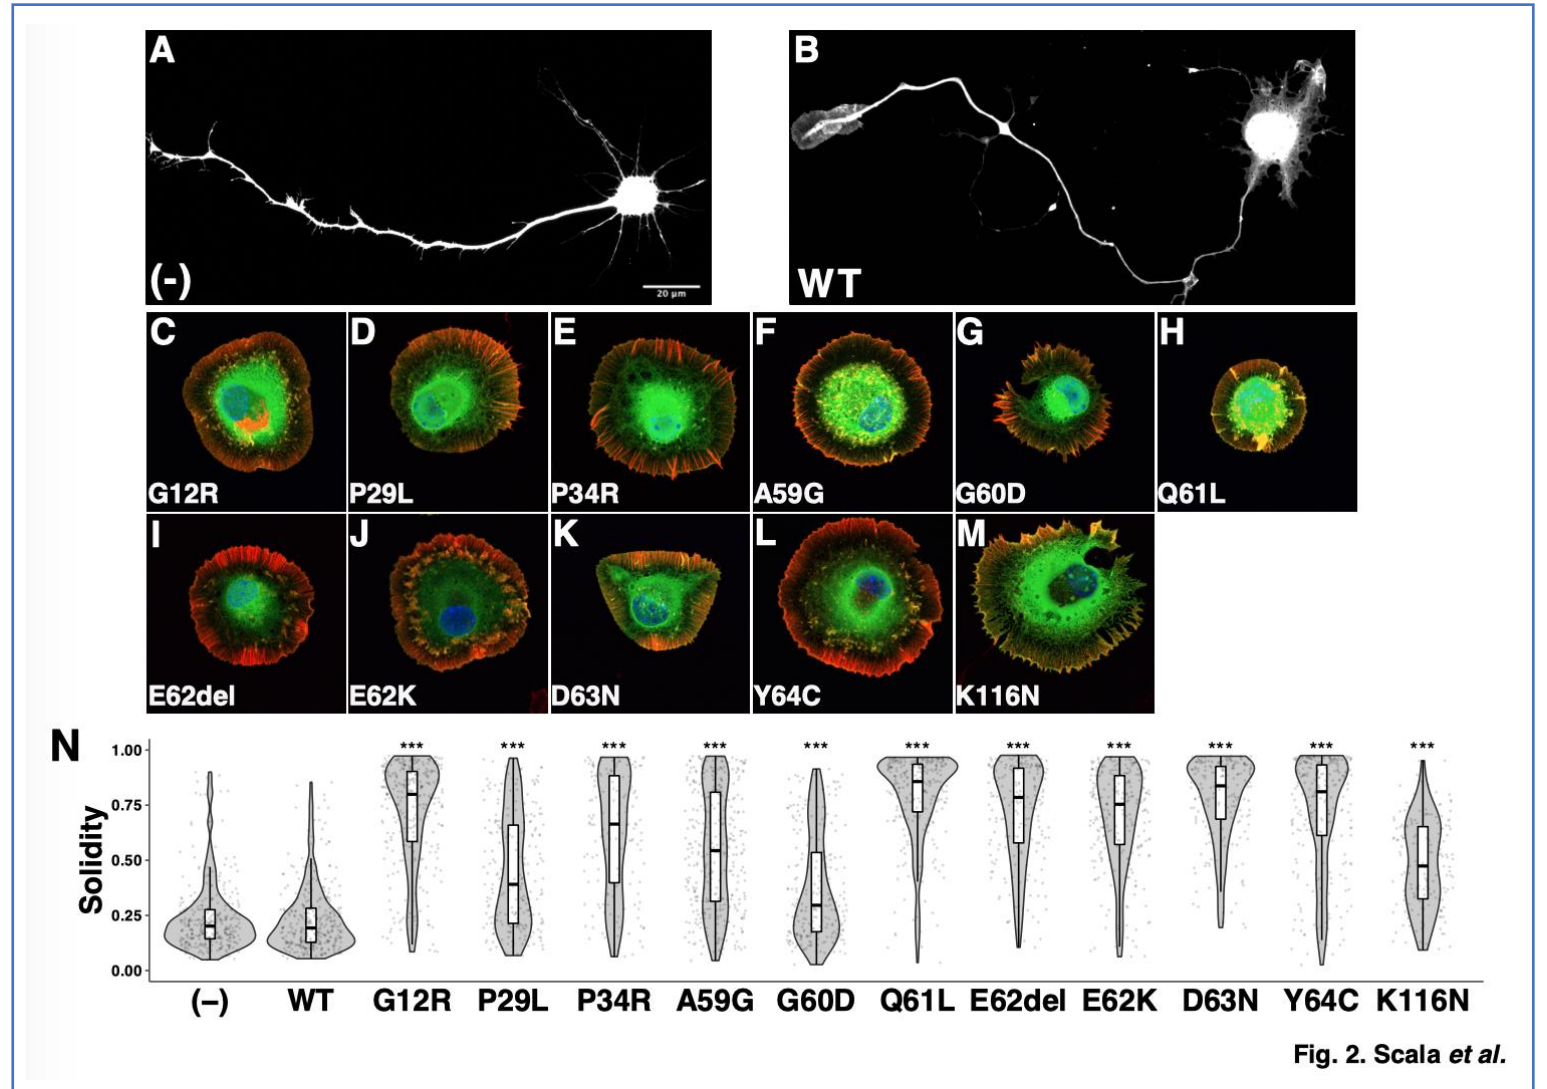 A
B
(-)
20 µm
WT
C
D
E
F
G
H
G12R
P29L
P34R
A59G
G60D
Q61L
I
J
K
L
M
E62del
E62K
D63N
Y64C
K116N
N
*** *** *** *** *** *** *** *** *** *** ***
1.00
0.75
0.50
0.25
0.00
Solidity
(–) WT G12R P29L P34R A59G G60D Q61L E62del E62K D63N Y64C K116N
Fig. 2. Scala et al.